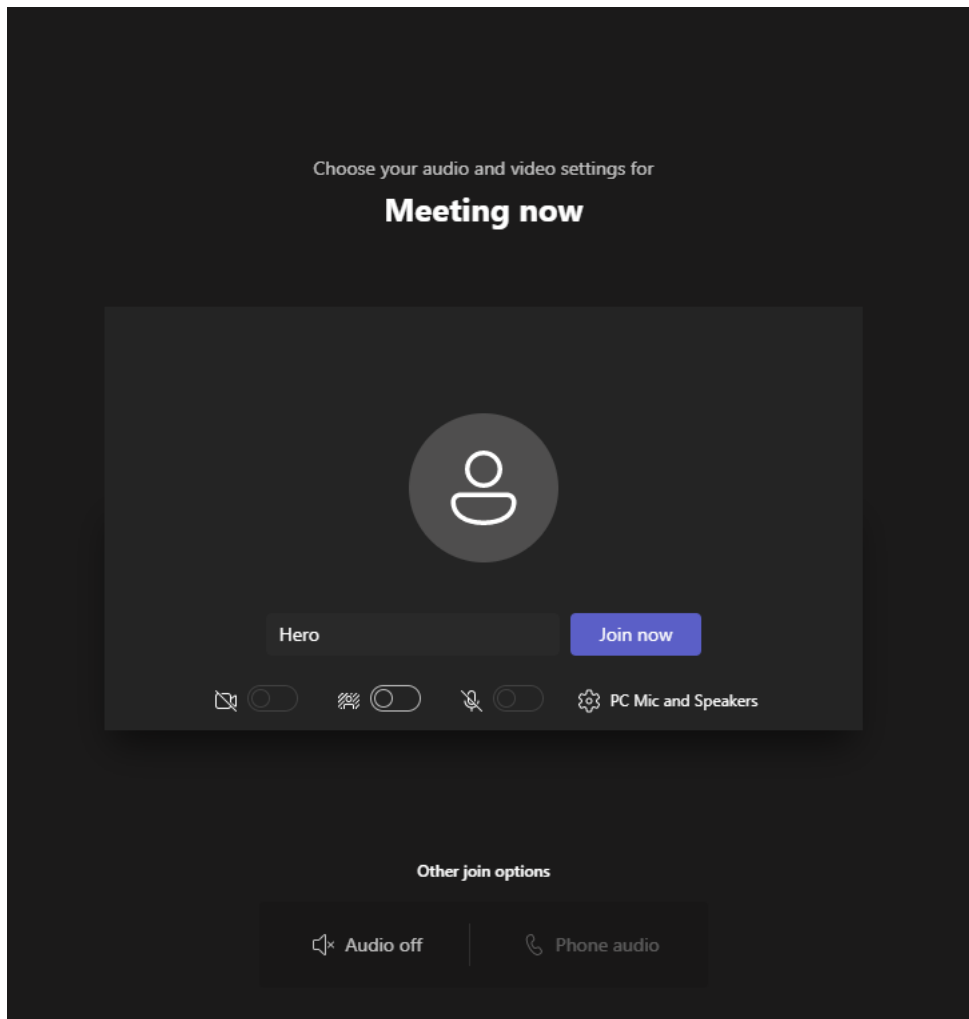 Choose your audio and video settings for
Meeting now
Hero
Join now
PC Mic and Speakers
Other join options
Audio off
Phone audio